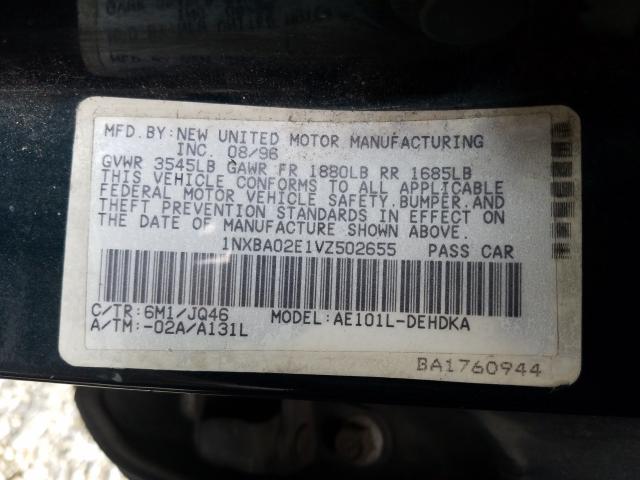 MFD.BY:NEW UNITED MOTOR MANUFACTURING
INC. 08/96
GVWR 3545LB GAWR FR 1880LB RR 1685LB
THIS VEHICLE CONFORMS TO ALL APPLICABLE
FEDERAL MOTOR VEHICLE SAFETY.BUMPER.AND
THEFT PREVENTION STANDARDS IN EFFECT ON
THE DATE OF MANUFACTURE SHOWN ABOVE.
1NXBA02E1VZ502655 PASS CAR
C/TR:6M1/JQ46 MODEL:AE101L-DEHDKA
A/TM:-02A/A131L
BA1760944